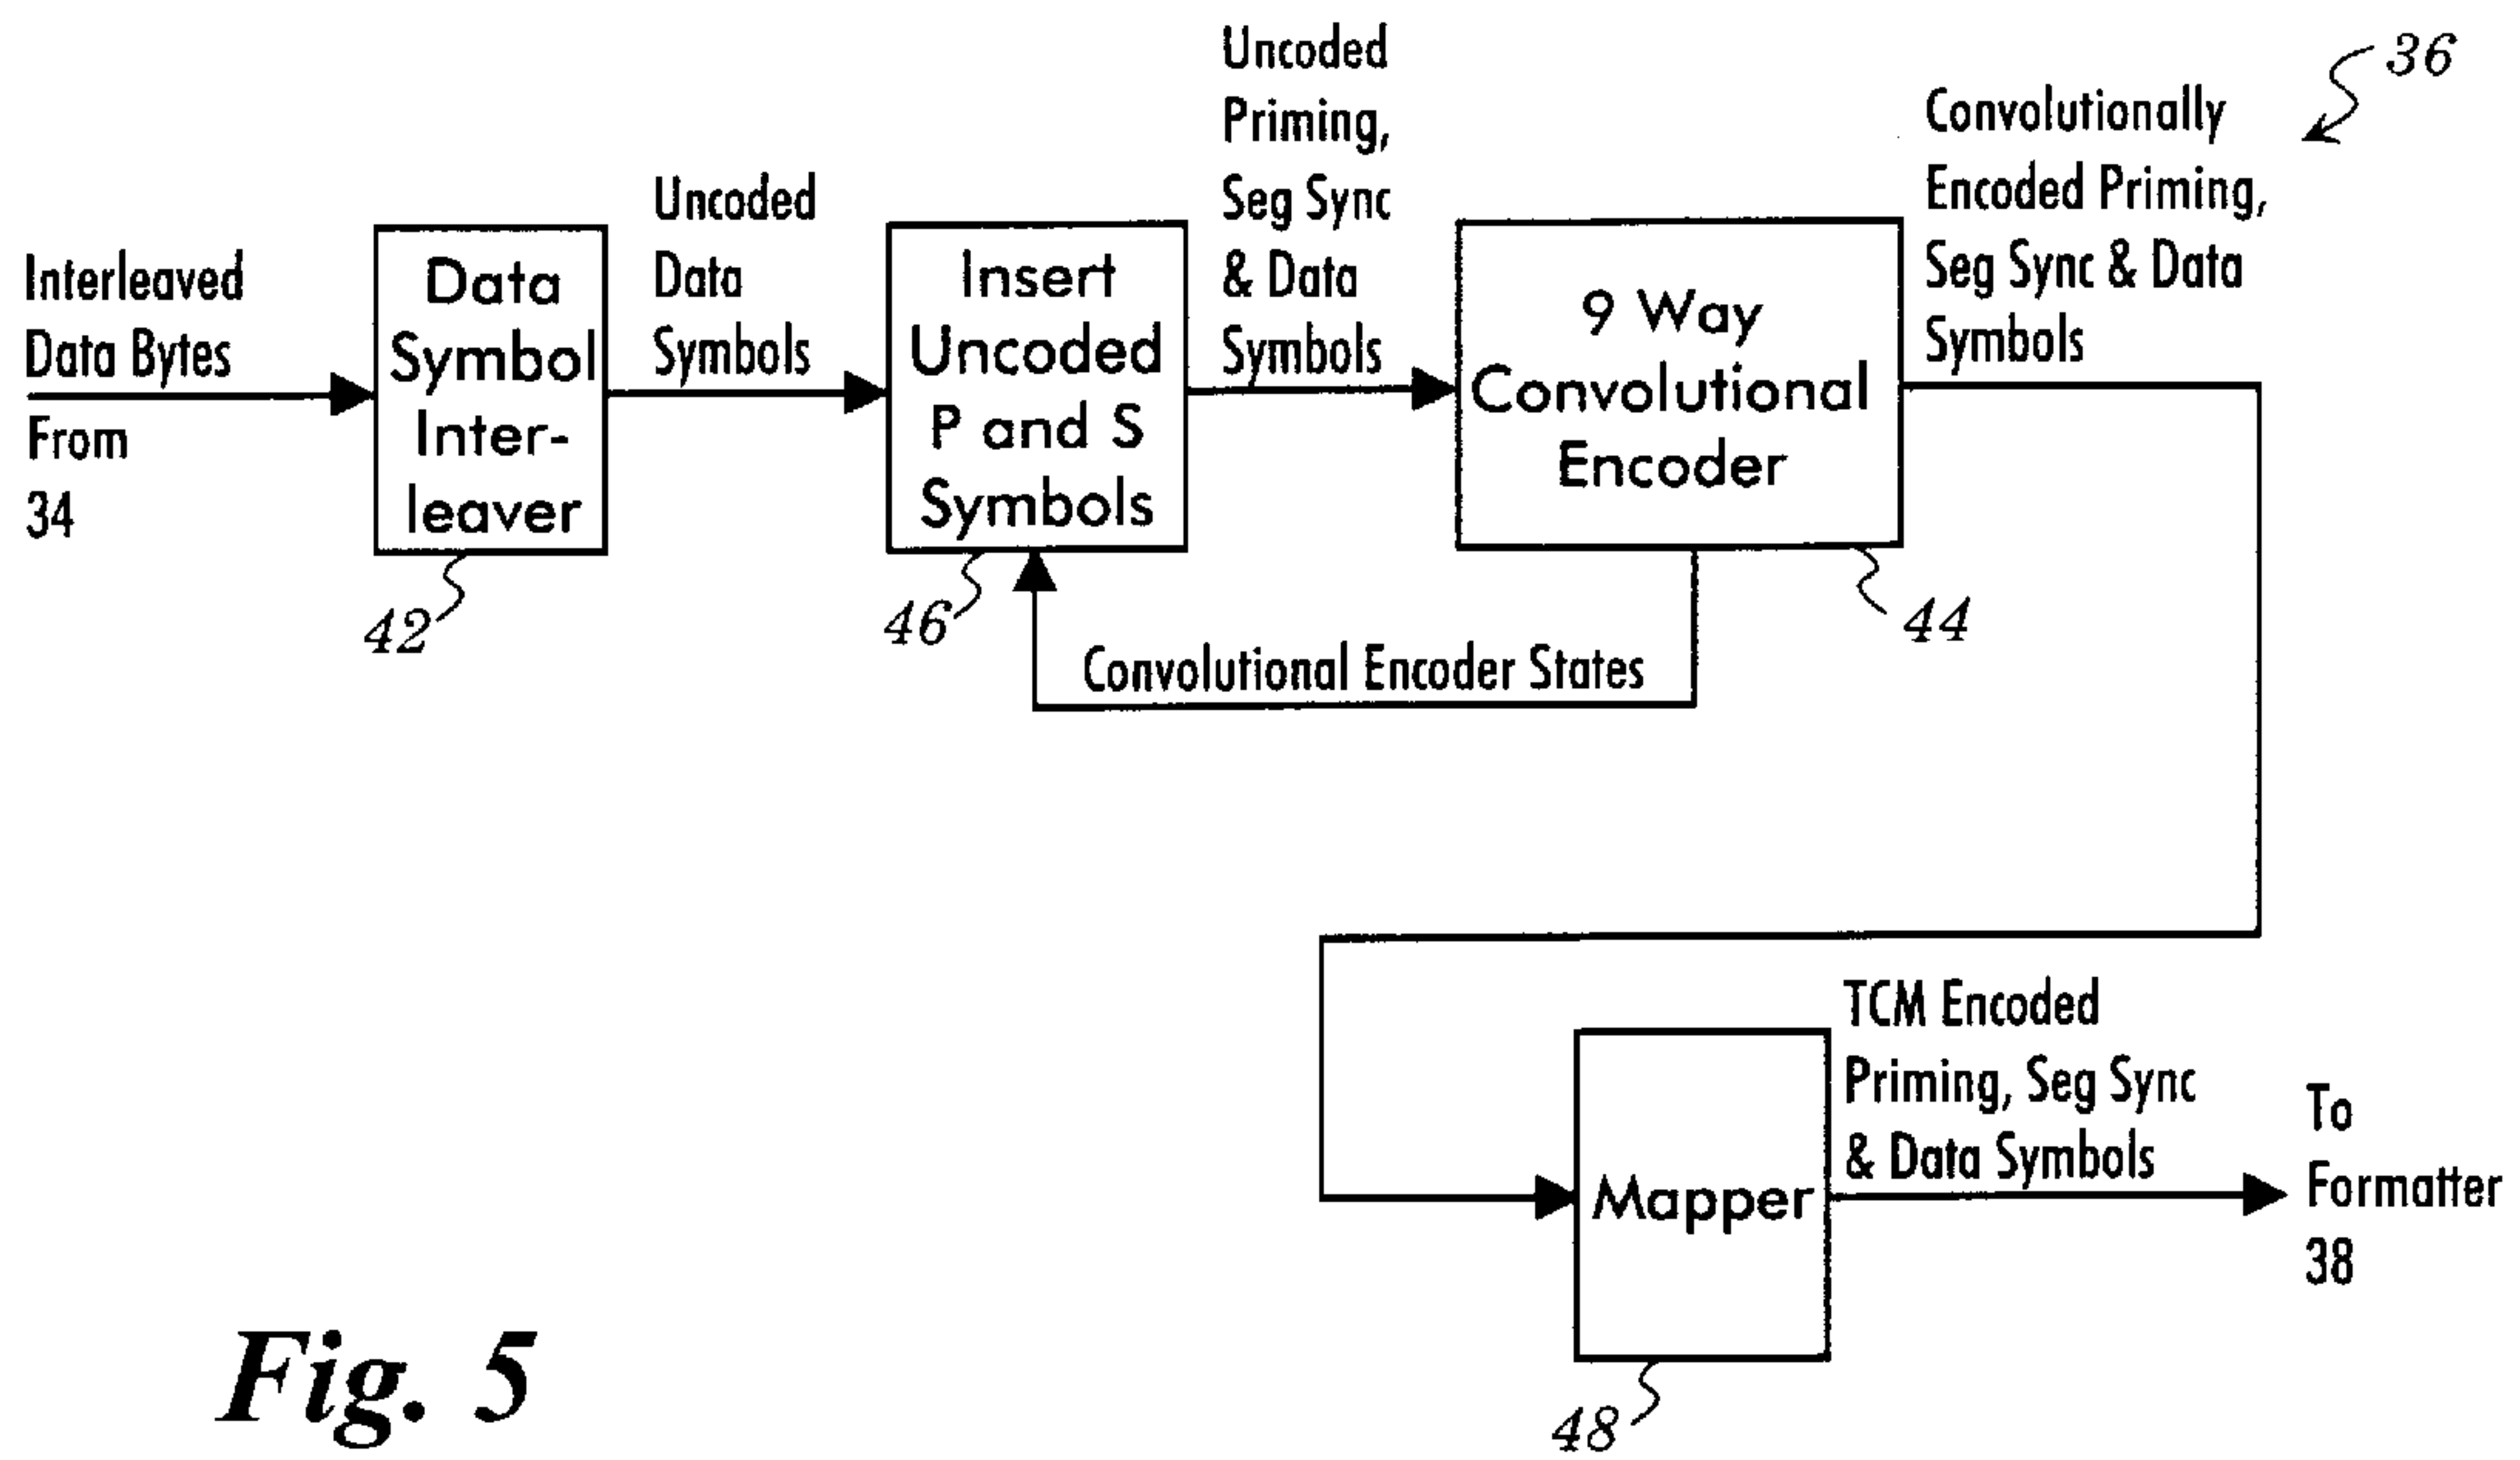 Interleaved
Data Bytes
From
34
Data
Symbol
Inter-
leaver
42
Uncoded
Data
Symbols
Insert
Uncoded
P and S
Symbols
46
Uncoded
Priming,
Seg Sync
& Data
Symbols
9 Way
Convolutional
Encoder
44
Convolutional Encoder States
36
Convolutionally
Encoded Priming,
Seg Sync & Data
Symbols
Mapper
48
TCM Encoded
Priming, Seg Sync
& Data Symbols
To
Formatter
38
Fig. 5